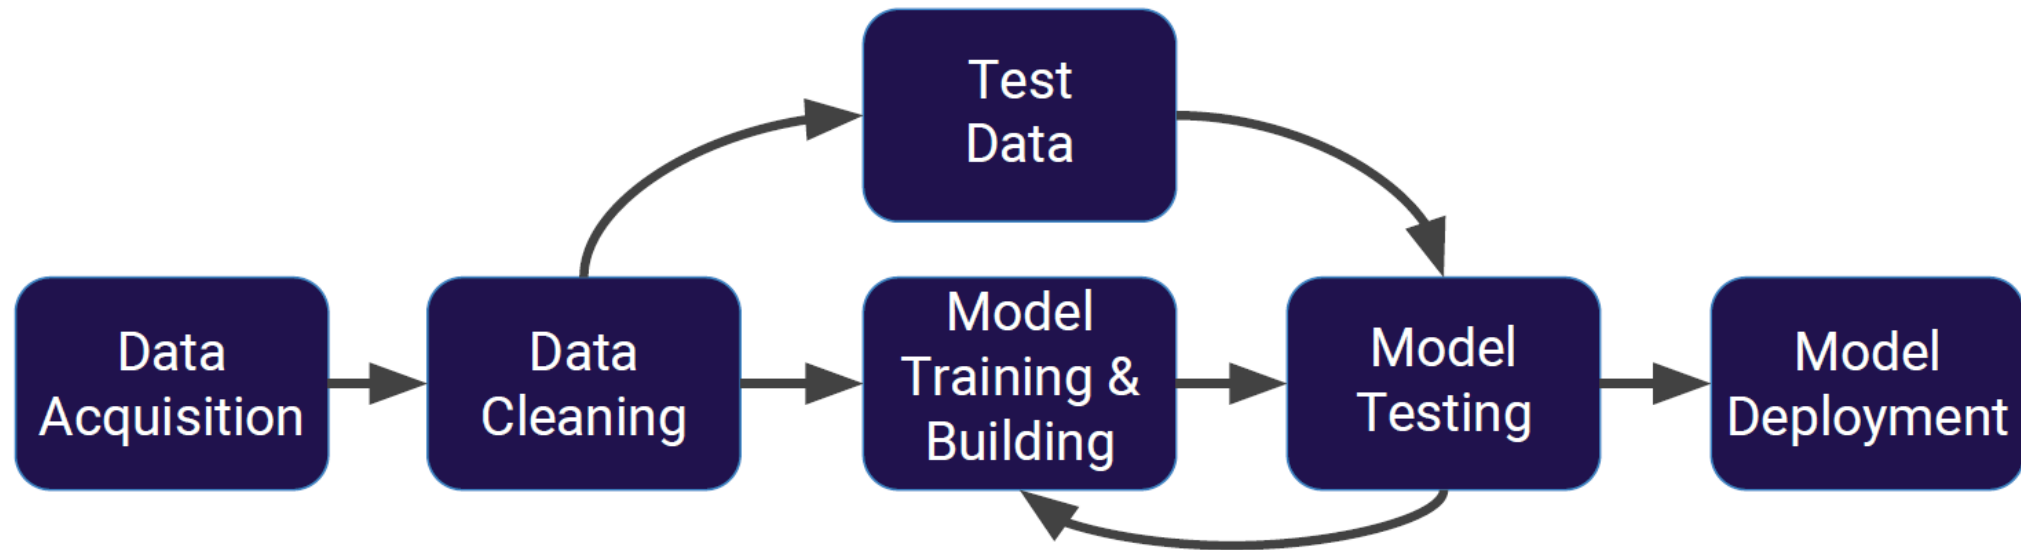 Test
Data
Data
Acquisition
Data
Cleaning
Model
Training &
Building
Model
Testing
Model
Deployment